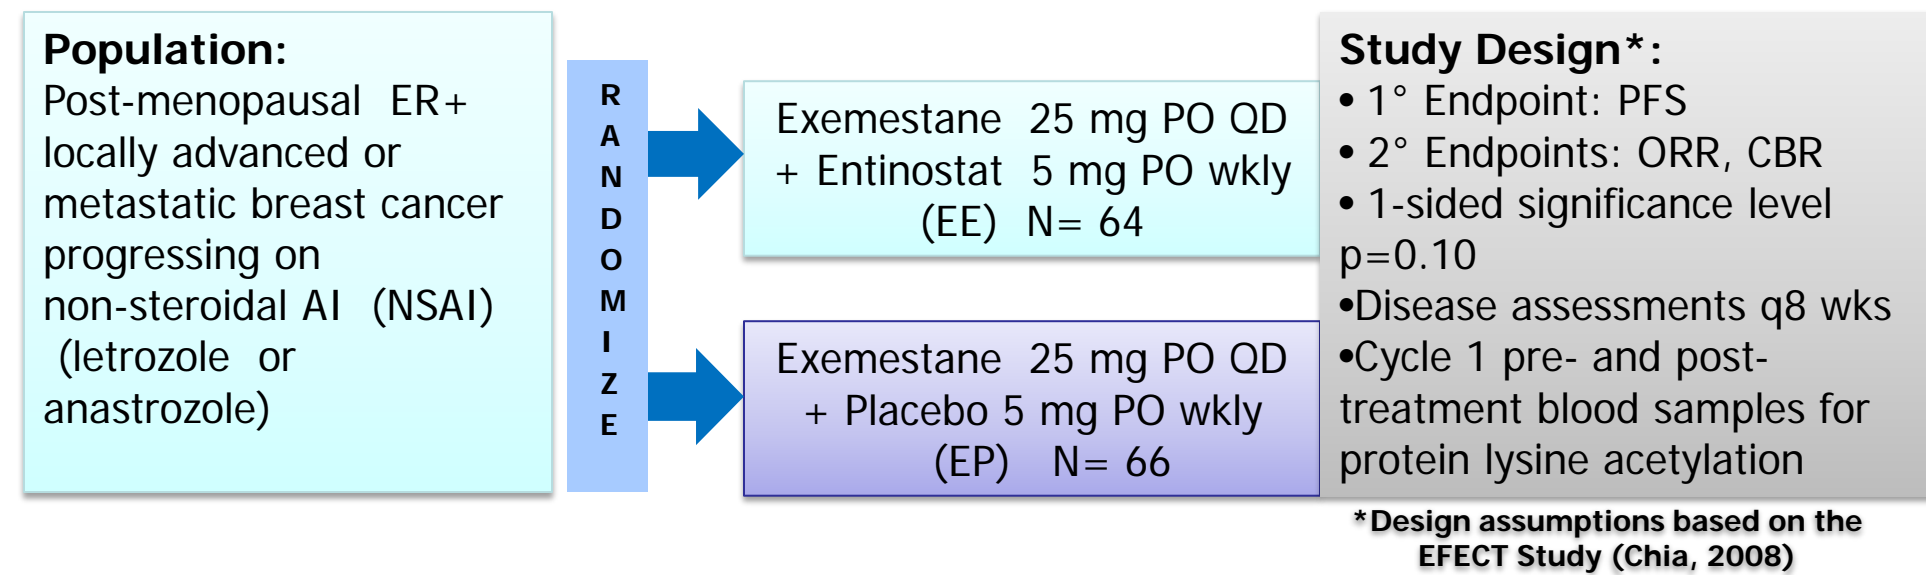 Population:
Post-menopausal ER+
locally advanced or
metastatic breast cancer
progressing on
non-steroidal AI (NSAI)
(letrozole or
anastrozole)
R
A
N
D
O
M
I
Z
E
Exemestane 25 mg PO QD
+ Entinostat 5 mg PO wkly
(EE) N= 64
Exemestane 25 mg PO QD
+ Placebo 5 mg PO wkly
(EP) N= 66
Study Design*:
• 1° Endpoint: PFS
• 2° Endpoints: ORR, CBR
• 1-sided significance level
p=0.10
•Disease assessments q8 wks
•Cycle 1 pre- and post-
treatment blood samples for
protein lysine acetylation
*Design assumptions based on the
EFECT Study (Chia, 2008)